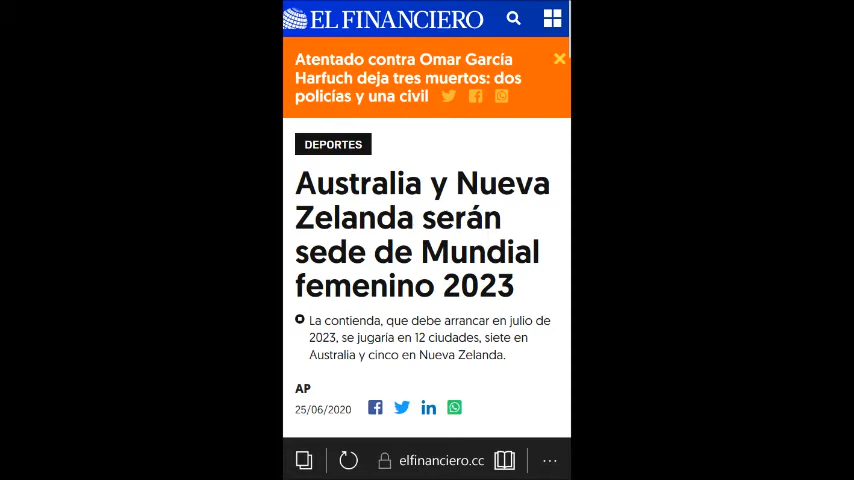 EL FINANCIERO
Atentado contra Omar García
Harfuch deja tres muertos: dos
policías y una civil
DEPORTES
Australia y Nueva
Zelanda serán
sede de Mundial
femenino 2023
La contienda, que debe arrancar en julio de
2023, se jugaría en 12 ciudades, siete en
Australia y cinco en Nueva Zelanda.
AP
25/06/2020
elfinanciero.cc